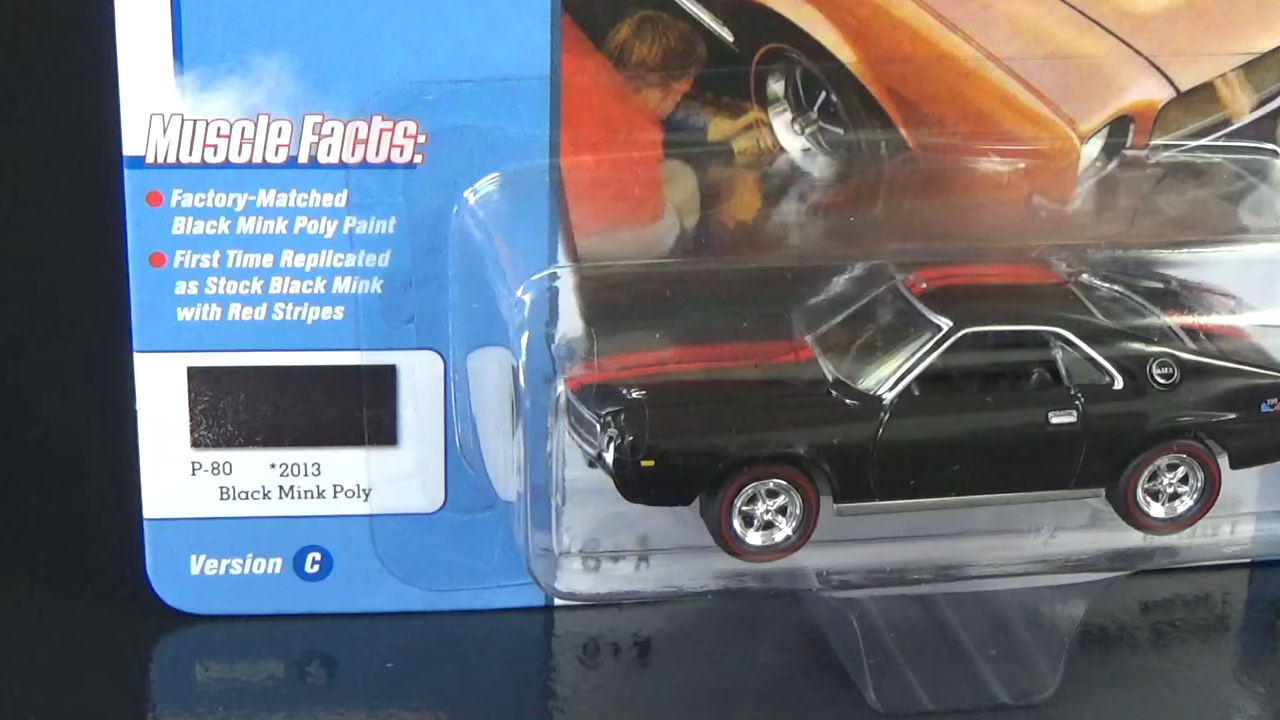 Muscle Facts:
Factory-Matched
Black Mink Poly Paint
First Time Replicated
as Stock Black Mink
with Red Stripes
P-80 *2013
Black Mink Poly
Version C
AMX